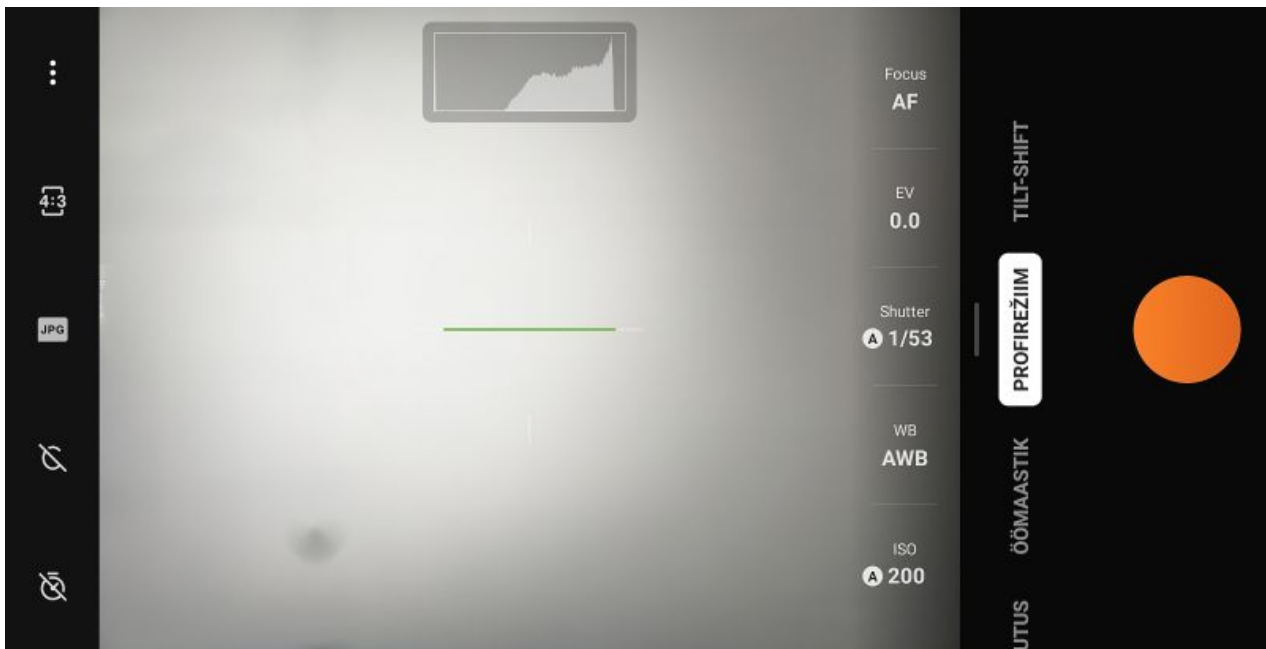 4:3
JPG
Focus
AF
EV
0.0
Shutter
A 1/53
WB
AWB
ISO
A 200
TILT-SHIFT
PROFIREŽIIM
ÖÖMAASTIK
UTUS